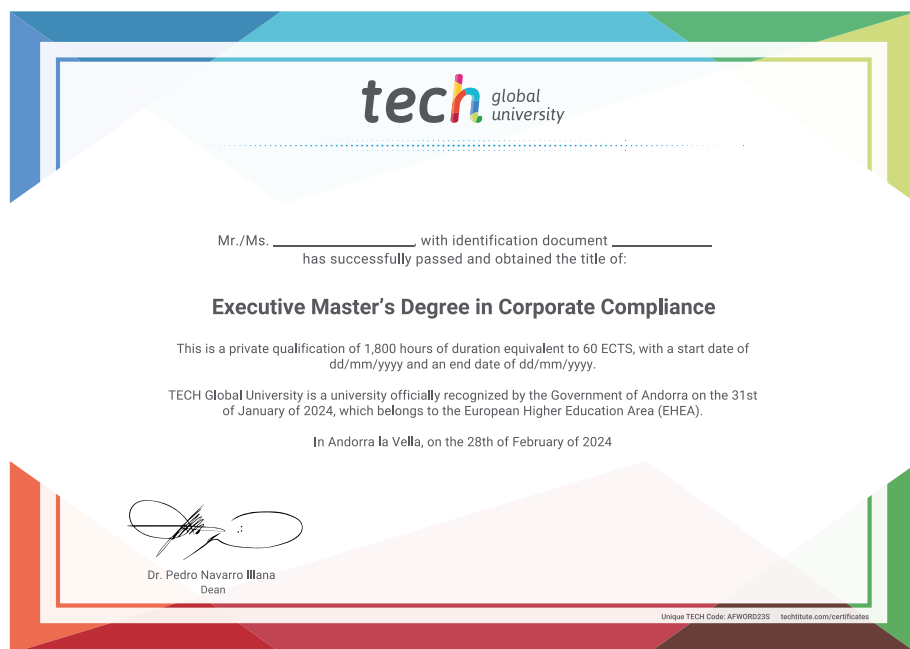 tech global university
Mr./Ms. ____________________, with identification document ______________
has successfully passed and obtained the title of:
Executive Master’s Degree in Corporate Compliance
This is a private qualification of 1,800 hours of duration equivalent to 60 ECTS, with a start date of
dd/mm/yyyy and an end date of dd/mm/yyyy.
TECH Global University is a university officially recognized by the Government of Andorra on the 31st
of January of 2024, which belongs to the European Higher Education Area (EHEA).
In Andorra la Vella, on the 28th of February of 2024
Dr. Pedro Navarro Illana
Dean
Unique TECH Code: AFWORD23S techtitute.com/certificates